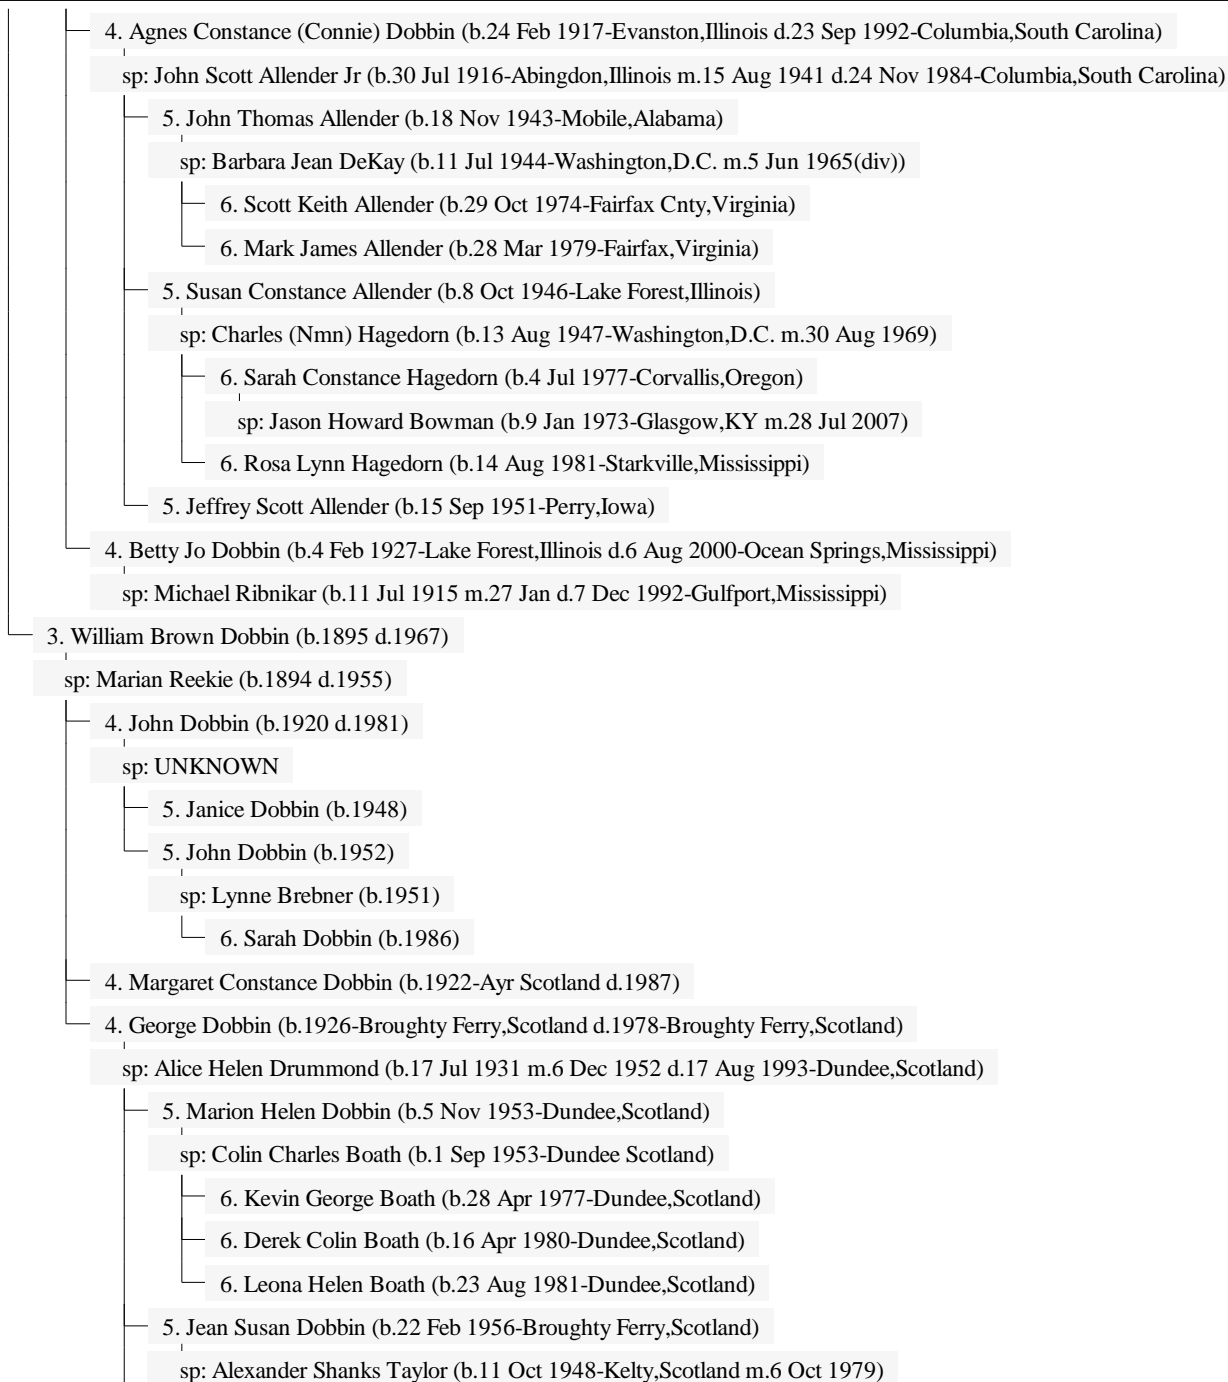 4. Agnes Constance (Connie) Dobbin (b.24 Feb 1917-Evanston,Illinois d.23 Sep 1992-Columbia,South Carolina)
sp: John Scott Allender Jr (b.30 Jul 1916-Abingdon,Illinois m.15 Aug 1941 d.24 Nov 1984-Columbia,South Carolina)
5. John Thomas Allender (b.18 Nov 1943-Mobile,Alabama)
sp: Barbara Jean DeKay (b.11 Jul 1944-Washington,D.C. m.5 Jun 1965(div))
6. Scott Keith Allender (b.29 Oct 1974-Fairfax Cnty,Virginia)
6. Mark James Allender (b.28 Mar 1979-Fairfax,Virginia)
5. Susan Constance Allender (b.8 Oct 1946-Lake Forest,Illinois)
sp: Charles (Nmn) Hagedorn (b.13 Aug 1947-Washington,D.C. m.30 Aug 1969)
6. Sarah Constance Hagedorn (b.4 Jul 1977-Corvallis,Oregon)
sp: Jason Howard Bowman (b.9 Jan 1973-Glasgow,KY m.28 Jul 2007)
6. Rosa Lynn Hagedorn (b.14 Aug 1981-Starkville,Mississippi)
5. Jeffrey Scott Allender (b.15 Sep 1951-Perry,Iowa)
4. Betty Jo Dobbin (b.4 Feb 1927-Lake Forest,Illinois d.6 Aug 2000-Ocean Springs,Mississippi)
sp: Michael Ribnikar (b.11 Jul 1915 m.27 Jan d.7 Dec 1992-Gulfport,Mississippi)
3. William Brown Dobbin (b.1895 d.1967)
sp: Marian Reekie (b.1894 d.1955)
4. John Dobbin (b.1920 d.1981)
sp: UNKNOWN
5. Janice Dobbin (b.1948)
5. John Dobbin (b.1952)
sp: Lynne Brebner (b.1951)
6. Sarah Dobbin (b.1986)
4. Margaret Constance Dobbin (b.1922-Ayr Scotland d.1987)
4. George Dobbin (b.1926-Broughty Ferry,Scotland d.1978-Broughty Ferry,Scotland)
sp: Alice Helen Drummond (b.17 Jul 1931 m.6 Dec 1952 d.17 Aug 1993-Dundee,Scotland)
5. Marion Helen Dobbin (b.5 Nov 1953-Dundee,Scotland)
sp: Colin Charles Boath (b.1 Sep 1953-Dundee Scotland)
6. Kevin George Boath (b.28 Apr 1977-Dundee,Scotland)
6. Derek Colin Boath (b.16 Apr 1980-Dundee,Scotland)
6. Leona Helen Boath (b.23 Aug 1981-Dundee,Scotland)
5. Jean Susan Dobbin (b.22 Feb 1956-Broughty Ferry,Scotland)
sp: Alexander Shanks Taylor (b.11 Oct 1948-Kelty,Scotland m.6 Oct 1979)